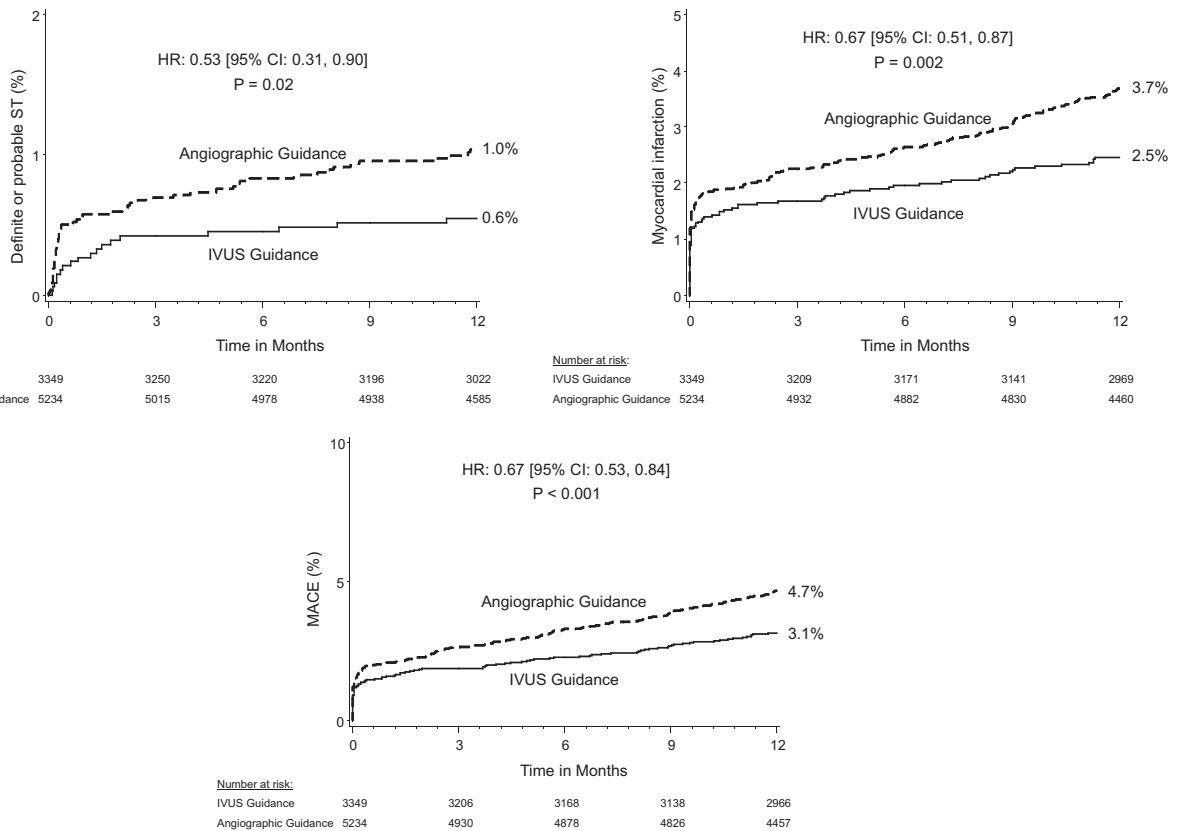 2
HR: 0.53 [95% CI: 0.31, 0.90]
P = 0.02
Definite or probable ST (%)
Angiographic Guidance
1.0%
1
0.6%
IVUS Guidance
0
0 3 6 9 12
Time in Months
3349 3250 3220 3196 3022
dance 5234 5015 4978 4938 4585
5
HR: 0.67 [95% CI: 0.51, 0.87]
P = 0.002
4
3.7%
Myocardial infarction (%)
Angiographic Guidance
3
2.5%
2
IVUS Guidance
1
0
0 3 6 9 12
Time in Months
Number at risk:
IVUS Guidance 3349 3209 3171 3141 2969
Angiographic Guidance 5234 4932 4882 4830 4460
10
HR: 0.67 [95% CI: 0.53, 0.84]
P < 0.001
MACE (%)
5
Angiographic Guidance
4.7%
3.1%
IVUS Guidance
0
0 3 6 9 12
Time in Months
Number at risk:
IVUS Guidance 3349 3206 3168 3138 2966
Angiographic Guidance 5234 4930 4878 4826 4457